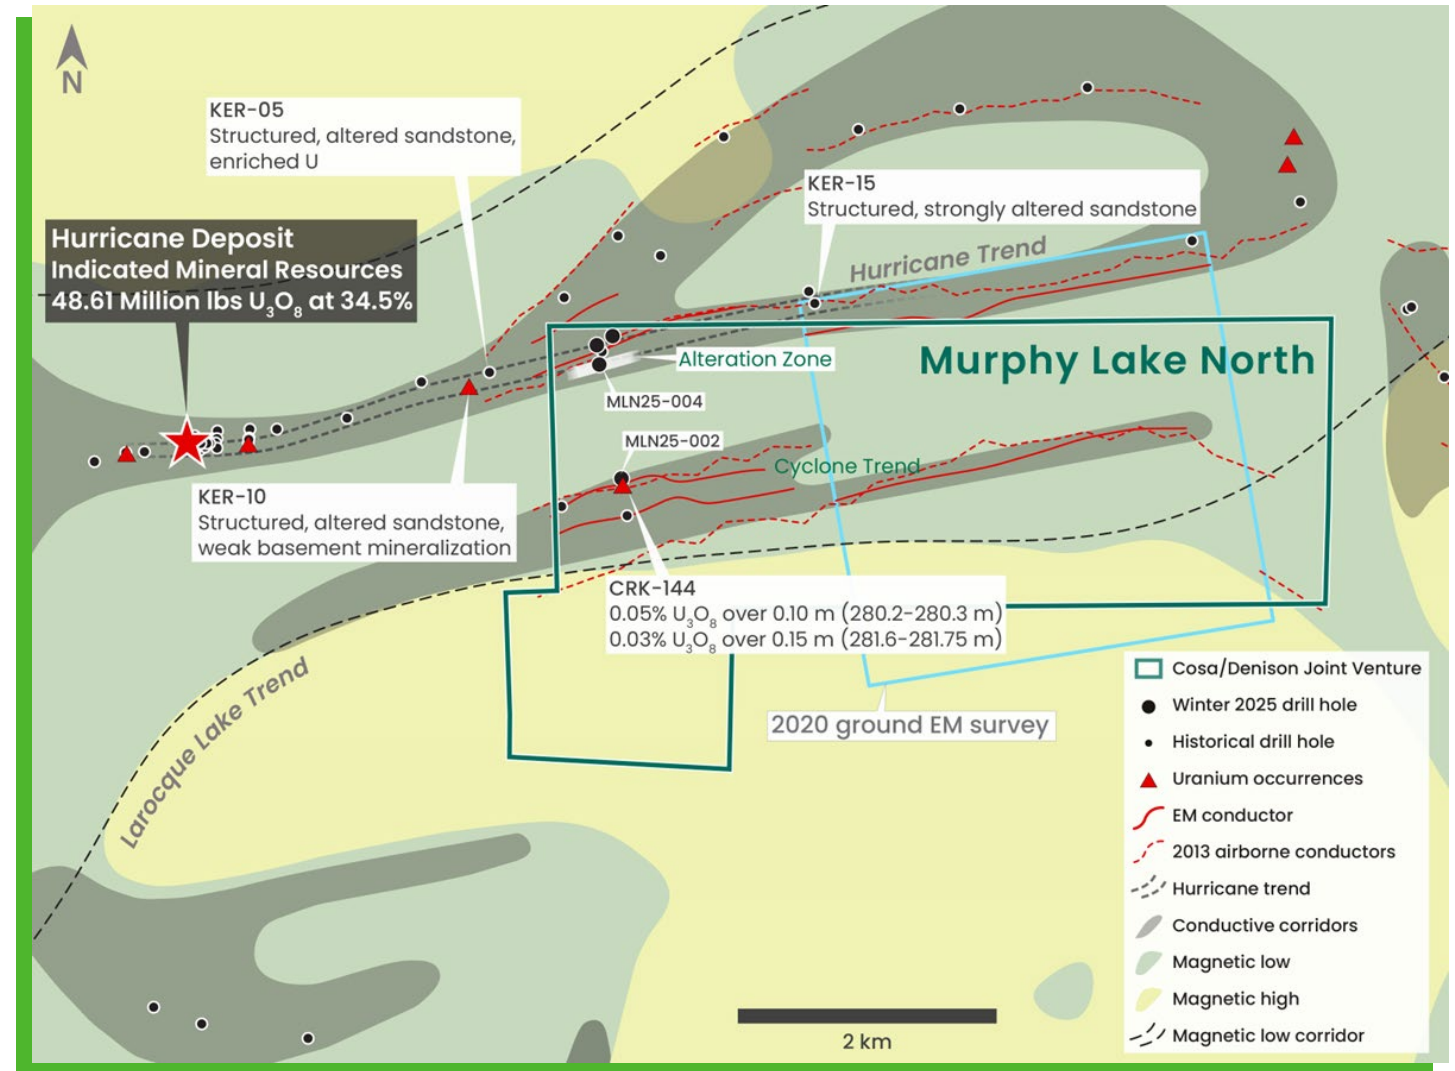 N
KER-05
Structured, altered sandstone,
enriched U
KER-15
Structured, strongly altered sandstone
Hurricane Deposit
Indicated Mineral Resources
48.61 Million lbs U₃O₈ at 34.5%
Hurricane Trend
Murphy Lake North
Alteration Zone
MLN25-004
MLN25-002
Cyclone Trend
KER-10
Structured, altered sandstone,
weak basement mineralization
CRK-144
0.05% U₃O₈ over 0.10 m (280.2-280.3 m)
0.03% U₃O₈ over 0.15 m (281.6-281.75 m)
Larocque Lake Trend
2020 ground EM survey
Cosa/Denison Joint Venture
Winter 2025 drill hole
Historical drill hole
Uranium occurrences
EM conductor
2013 airborne conductors
Hurricane trend
Conductive corridors
Magnetic low
Magnetic high
Magnetic low corridor
2 km